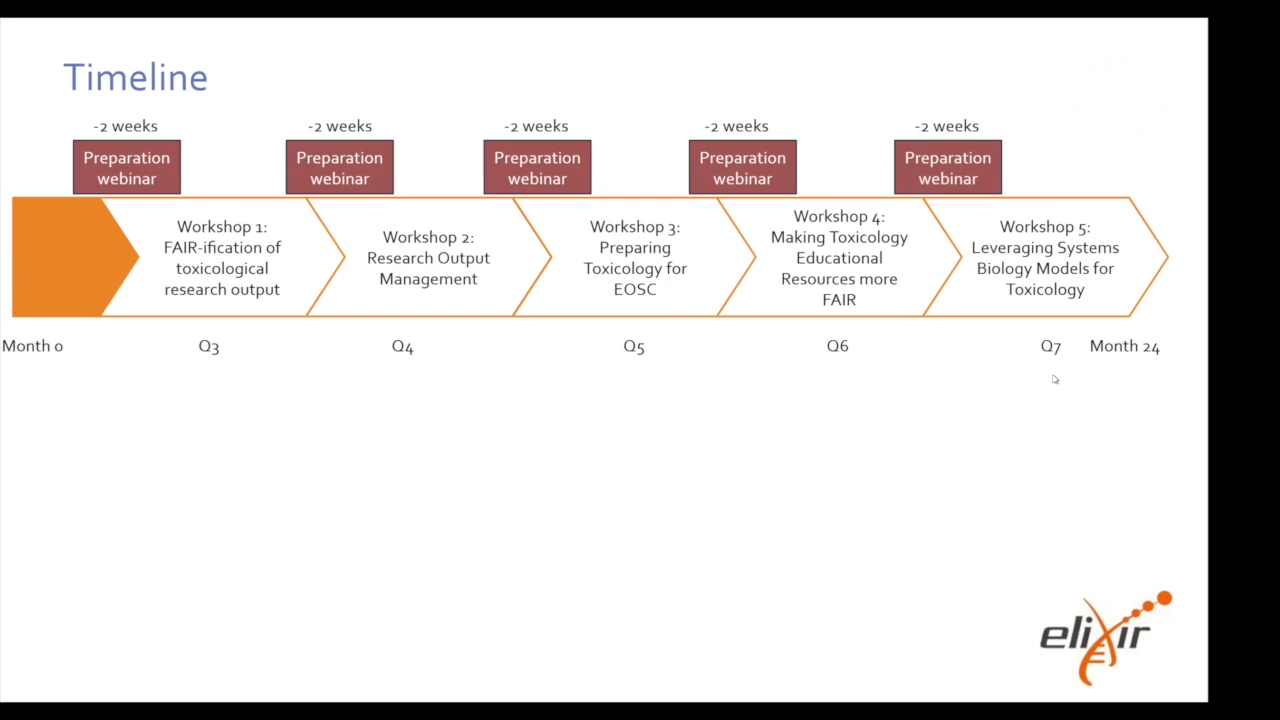 Timeline
-2 weeks
-2 weeks
-2 weeks
-2 weeks
-2 weeks
Preparation
webinar
Preparation
webinar
Preparation
webinar
Preparation
webinar
Preparation
webinar
Workshop 1:
FAIR-ification of
toxicological
research output
Workshop 2:
Research Output
Management
Workshop 3:
Preparing
Toxicology for
EOSC
Workshop 4:
Making Toxicology
Educational
Resources more
FAIR
Workshop 5:
Leveraging Systems
Biology Models for
Toxicology
Month 0
Q3
Q4
Q5
Q6
Q7
Month 24
elixir